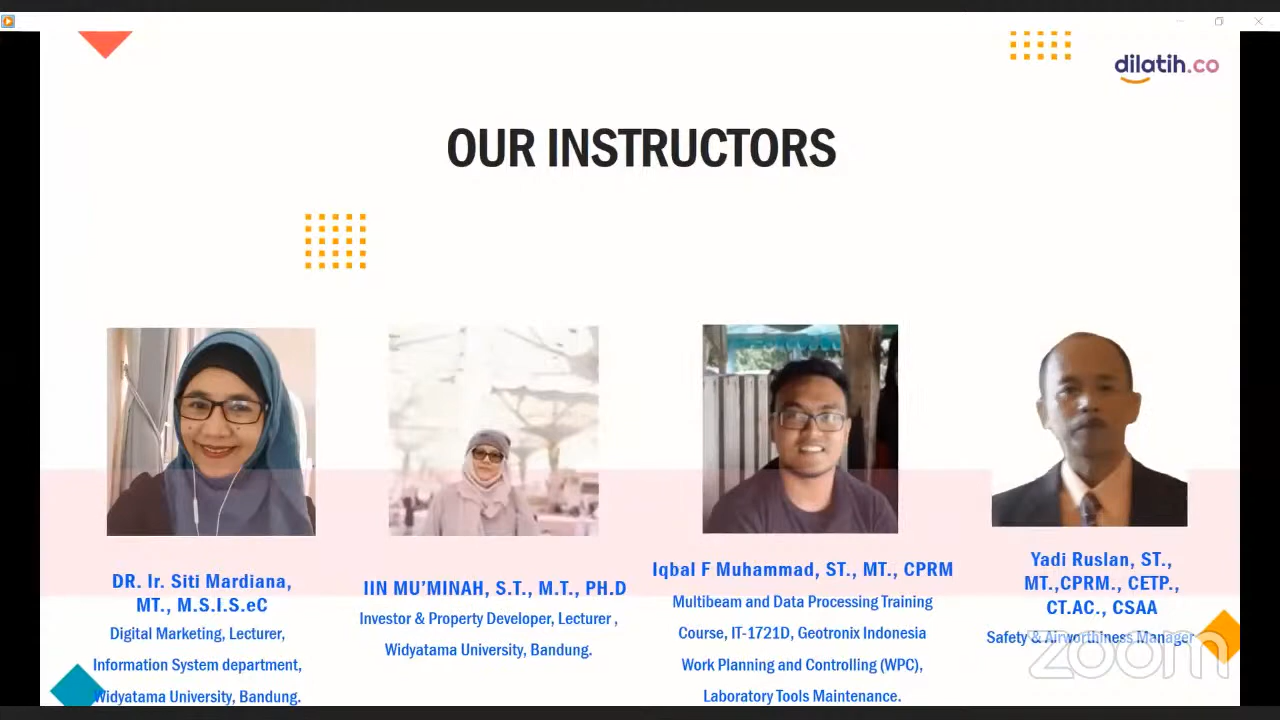 dilatih.co
OUR INSTRUCTORS
DR. Ir. Siti Mardiana,
MT., M.S.I.S.eC
Digital Marketing, Lecturer,
Information System department,
Widyatama University, Bandung.
IIN MU’MINAH, S.T., M.T., PH.D
Investor & Property Developer, Lecturer ,
Widyatama University, Bandung.
Iqbal F Muhammad, ST., MT., CPRM
Multibeam and Data Processing Training
Course, IT-1721D, Geotronix Indonesia
Work Planning and Controlling (WPC),
Laboratory Tools Maintenance.
Yadi Ruslan, ST.,
MT.,CPRM., CETP.,
CT.AC., CSAA
Safety & Airworthiness Manager
zoom